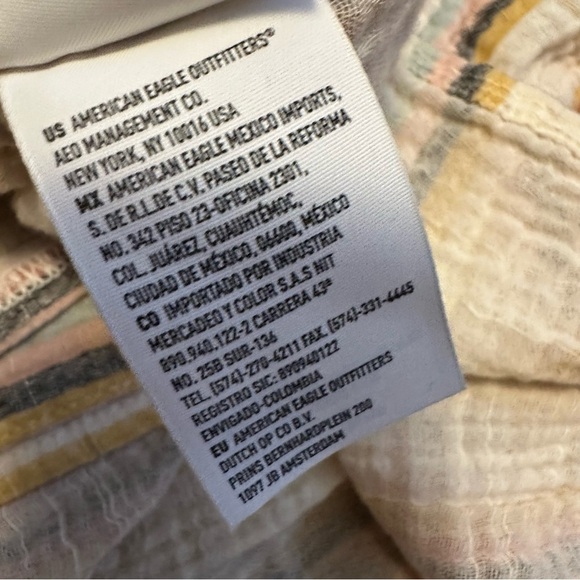 US AMERICAN EAGLE OUTFITTERS®
AEO MANAGEMENT CO.
NEW YORK, NY 10016 USA
MX AMERICAN EAGLE MEXICO IMPORTS,
S. DE R.L.DE C.V. PASEO DE LA REFORMA
NO. 342 PISO 23-OFICINA 2301,
COL. JUÁREZ, CUAUHTÉMOC,
CIUDAD DE MÉXICO, 06600, MÉXICO
CO IMPORTADO POR INDUSTRIA
MERCADEO Y COLOR S.A.S NIT
890.940.122-2 CARRERA 43ª
NO. 25B SUR-136
TEL. (574)-270-4211 FAX. (574)-331-4445
REGISTRO SIC: 890940122
ENVIGADO-COLOMBIA
EU AMERICAN EAGLE OUTFITTERS
DUTCH OP CO B.V.
PRINS BERNHARDPLEIN 200
1097 JB AMSTERDAM